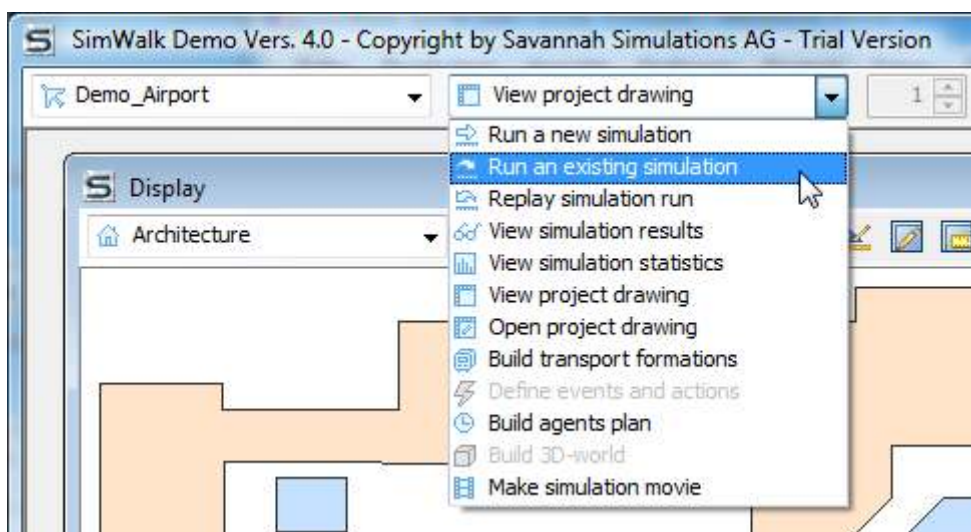 SimWalk Demo Vers. 4.0 - Copyright by Savannah Simulations AG - Trial Version
Demo_Airport
View project drawing
1
Run a new simulation
Run an existing simulation
Display
Replay simulation run
Architecture
View simulation results
View simulation statistics
View project drawing
Open project drawing
Build transport formations
Define events and actions
Build agents plan
Build 3D-world
Make simulation movie